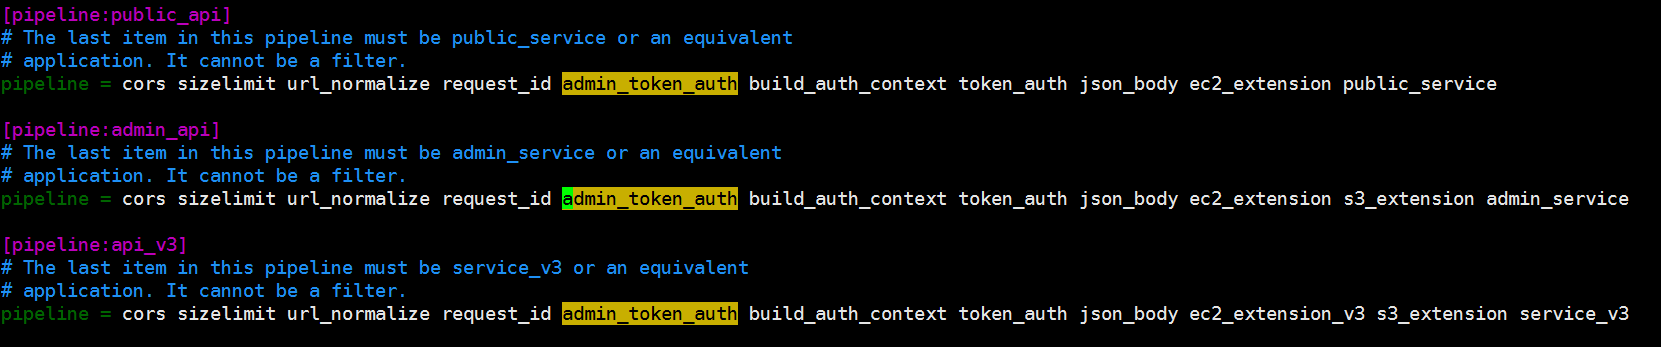 [pipeline:public_api]
# The last item in this pipeline must be public_service or an equivalent
# application. It cannot be a filter.
pipeline = cors sizelimit url_normalize request_id admin_token_auth build_auth_context token_auth json_body ec2_extension public_service
[pipeline:admin_api]
# The last item in this pipeline must be admin_service or an equivalent
# application. It cannot be a filter.
pipeline = cors sizelimit url_normalize request_id admin_token_auth build_auth_context token_auth json_body ec2_extension s3_extension admin_service
[pipeline:api_v3]
# The last item in this pipeline must be service_v3 or an equivalent
# application. It cannot be a filter.
pipeline = cors sizelimit url_normalize request_id admin_token_auth build_auth_context token_auth json_body ec2_extension_v3 s3_extension service_v3